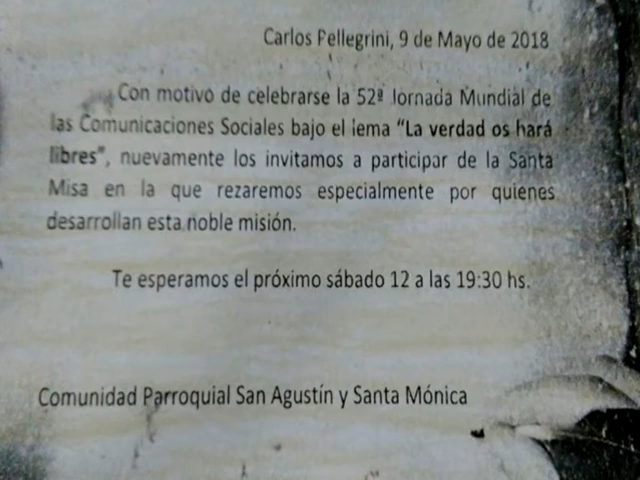 Carlos Pellegrini, 9 de Mayo de 2018
Con motivo de celebrarse la 52ª Jornada Mundial de
las Comunicaciones Sociales bajo el lema “La verdad os hará
libres”, nuevamente los invitamos a participar de la Santa
Misa en la que rezaremos especialmente por quienes
desarrollan esta noble misión.
Te esperamos el próximo sábado 12 a las 19:30 hs.
Comunidad Parroquial San Agustín y Santa Mónica